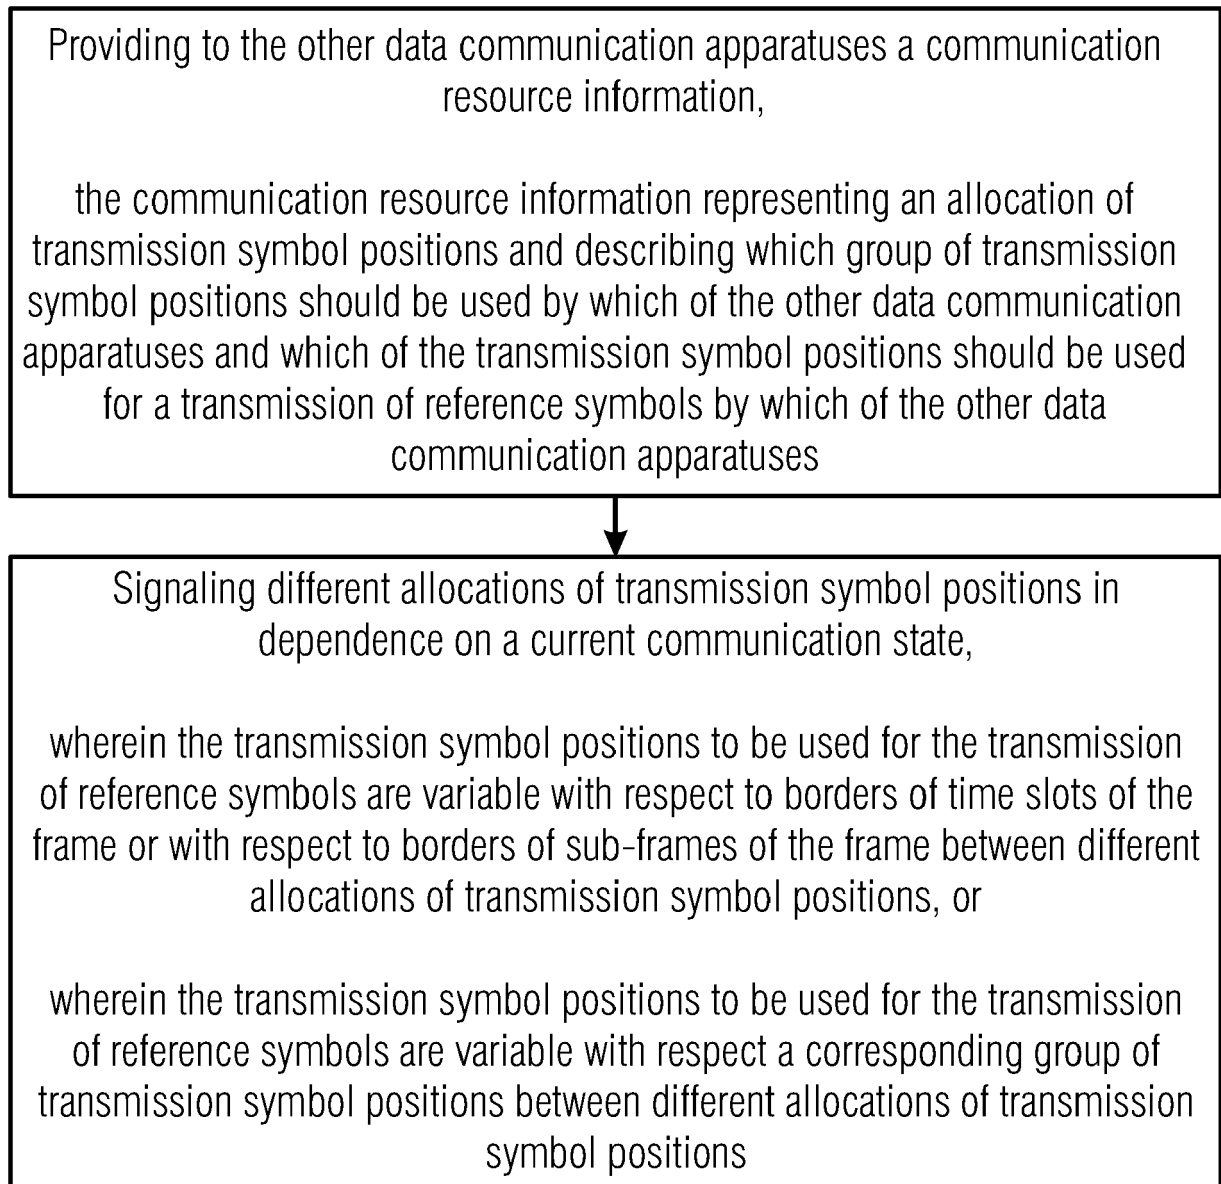 Providing to the other data communication apparatuses a communication
resource information,
the communication resource information representing an allocation of
transmission symbol positions and describing which group of transmission
symbol positions should be used by which of the other data communication
apparatuses and which of the transmission symbol positions should be used
for a transmission of reference symbols by which of the other data
communication apparatuses
Signaling different allocations of transmission symbol positions in
dependence on a current communication state,
wherein the transmission symbol positions to be used for the transmission
of reference symbols are variable with respect to borders of time slots of the
frame or with respect to borders of sub-frames of the frame between different
allocations of transmission symbol positions, or
wherein the transmission symbol positions to be used for the transmission
of reference symbols are variable with respect a corresponding group of
transmission symbol positions between different allocations of transmission
symbol positions